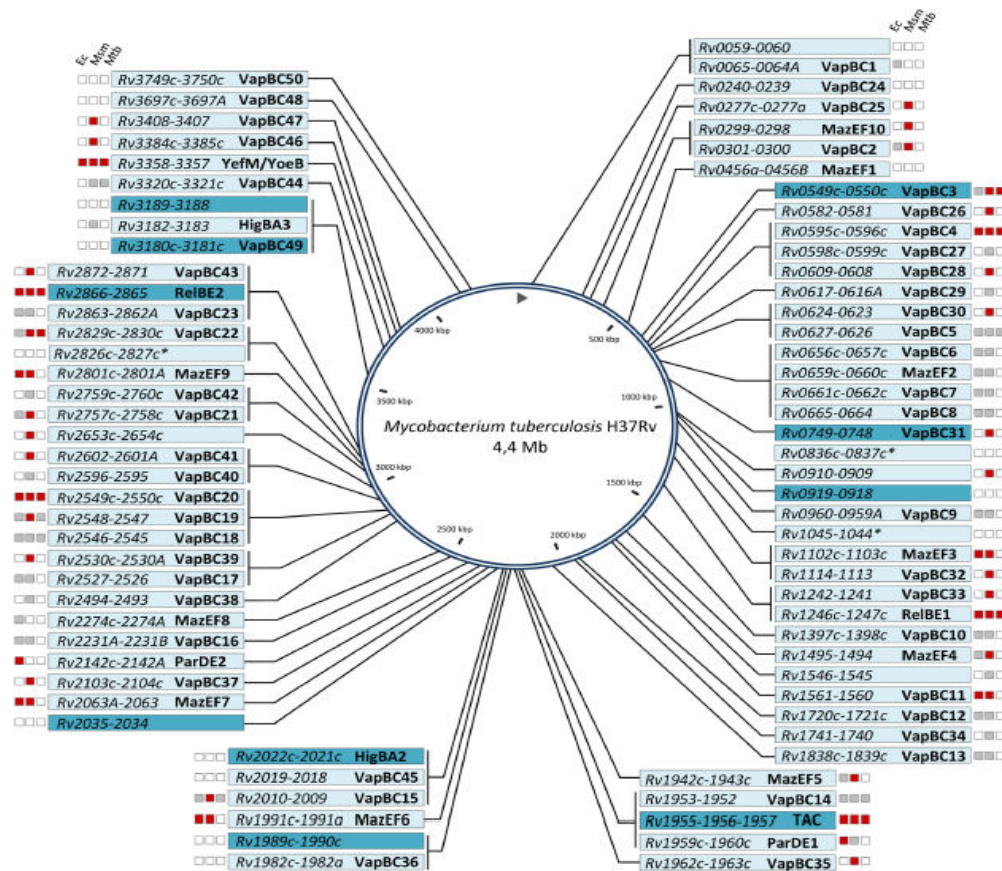 Ec Msm Mtb
Rv3749c-3750c VapBC50
Rv3697c-3697A VapBC48
Rv3408-3407 VapBC47
Rv3384c-3385c VapBC46
Rv3358-3357 YefM/YoeB
Rv3320c-3321c VapBC44
Rv3189-3188
Rv3182-3183 HigBA3
Rv3180c-3181c VapBC49
Rv2872-2871 VapBC43
Rv2866-2865 RelBE2
Rv2863-2862A VapBC23
Rv2829c-2830c VapBC22
Rv2826c-2827c*
Rv2801c-2801A MazEF9
Rv2759c-2760c VapBC42
Rv2757c-2758c VapBC21
Rv2653c-2654c
Rv2602-2601A VapBC41
Rv2596-2595 VapBC40
Rv2549c-2550c VapBC20
Rv2548-2547 VapBC19
Rv2546-2545 VapBC18
Rv2530c-2530A VapBC39
Rv2527-2526 VapBC17
Rv2494-2493 VapBC38
Rv2274c-2274A MazEF8
Rv2231A-2231B VapBC16
Rv2142c-2142A ParDE2
Rv2103c-2104c VapBC37
Rv2063A-2063 MazEF7
Rv2035-2034
Rv2022c-2021c HigBA2
Rv2019-2018 VapBC45
Rv2010-2009 VapBC15
Rv1991c-1991a MazEF6
Rv1989c-1990c
Rv1982c-1982a VapBC36
4000 kbp
500 kbp
3500 kbp
1000 kbp
Mycobacterium tuberculosis H37Rv
4,4 Mb
3000 kbp
1500 kbp
2500 kbp
2000 kbp
Ec Msm Mtb
Rv0059-0060
Rv0065-0064A VapBC1
Rv0240-239 VapBC24
Rv0277c-0277a VapBC25
Rv0299-0298 MazEF10
Rv0301-0300 VapBC2
Rv0456a-0456B MazEF1
Rv0549c-0550c VapBC3
Rv0582-0581 VapBC26
Rv0595c-0596c VapBC4
Rv0598c-0599c VapBC27
Rv0609-0608 VapBC28
Rv0617-0616A VapBC29
Rv0624-0623 VapBC30
Rv0627-0626 VapBC5
Rv0656c-0657c VapBC6
Rv0659c-0660c MazEF2
Rv0661c-0662c VapBC7
Rv0665-0664 VapBC8
Rv0749-0748 VapBC31
Rv0836c-0837c*
Rv0910-0909
Rv0919-0918
Rv0960-0959A VapBC9
Rv1045-1044*
Rv1102c-1103c MazEF3
Rv1114-1113 VapBC32
Rv1242-1241 VapBC33
Rv1246c-1247c RelBE1
Rv1397c-1398c VapBC10
Rv1495-1494 MazEF4
Rv1546-1545
Rv1561-1560 VapBC11
Rv1720c-1721c VapBC12
Rv1741-1740 VapBC34
Rv1838c-1839c VapBC13
Rv1942c-1943c MazEF5
Rv1953-1952 VapBC14
Rv1955-1956-1957 TAC
Rv1959c-1960c ParDE1
Rv1962c-1963c VapBC35